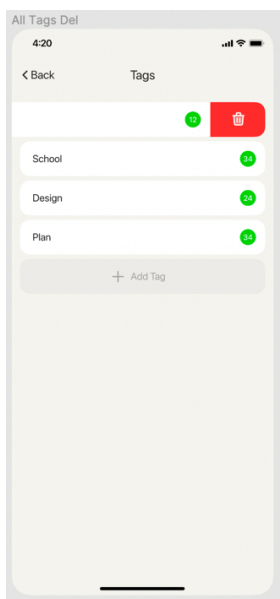 All Tags Del
4:20
Back Tags
12
School 34
Design 24
Plan 34
+ Add Tag